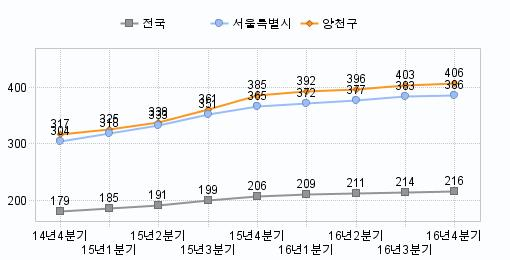 전국 서울특별시 양천구
400
300
200
317 325 339 361 385 392 396 403 406
304 318 333 351 365 372 377 383 386
179 185 191 199 206 209 211 214 216
14년4분기 15년2분기 15년4분기 16년2분기 16년4분기
15년1분기 15년3분기 16년1분기 16년3분기